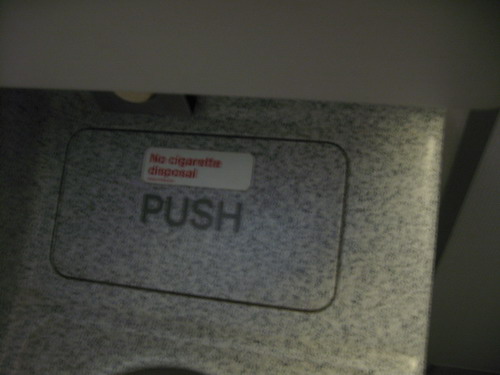 No cigarette
disposal
PUSH